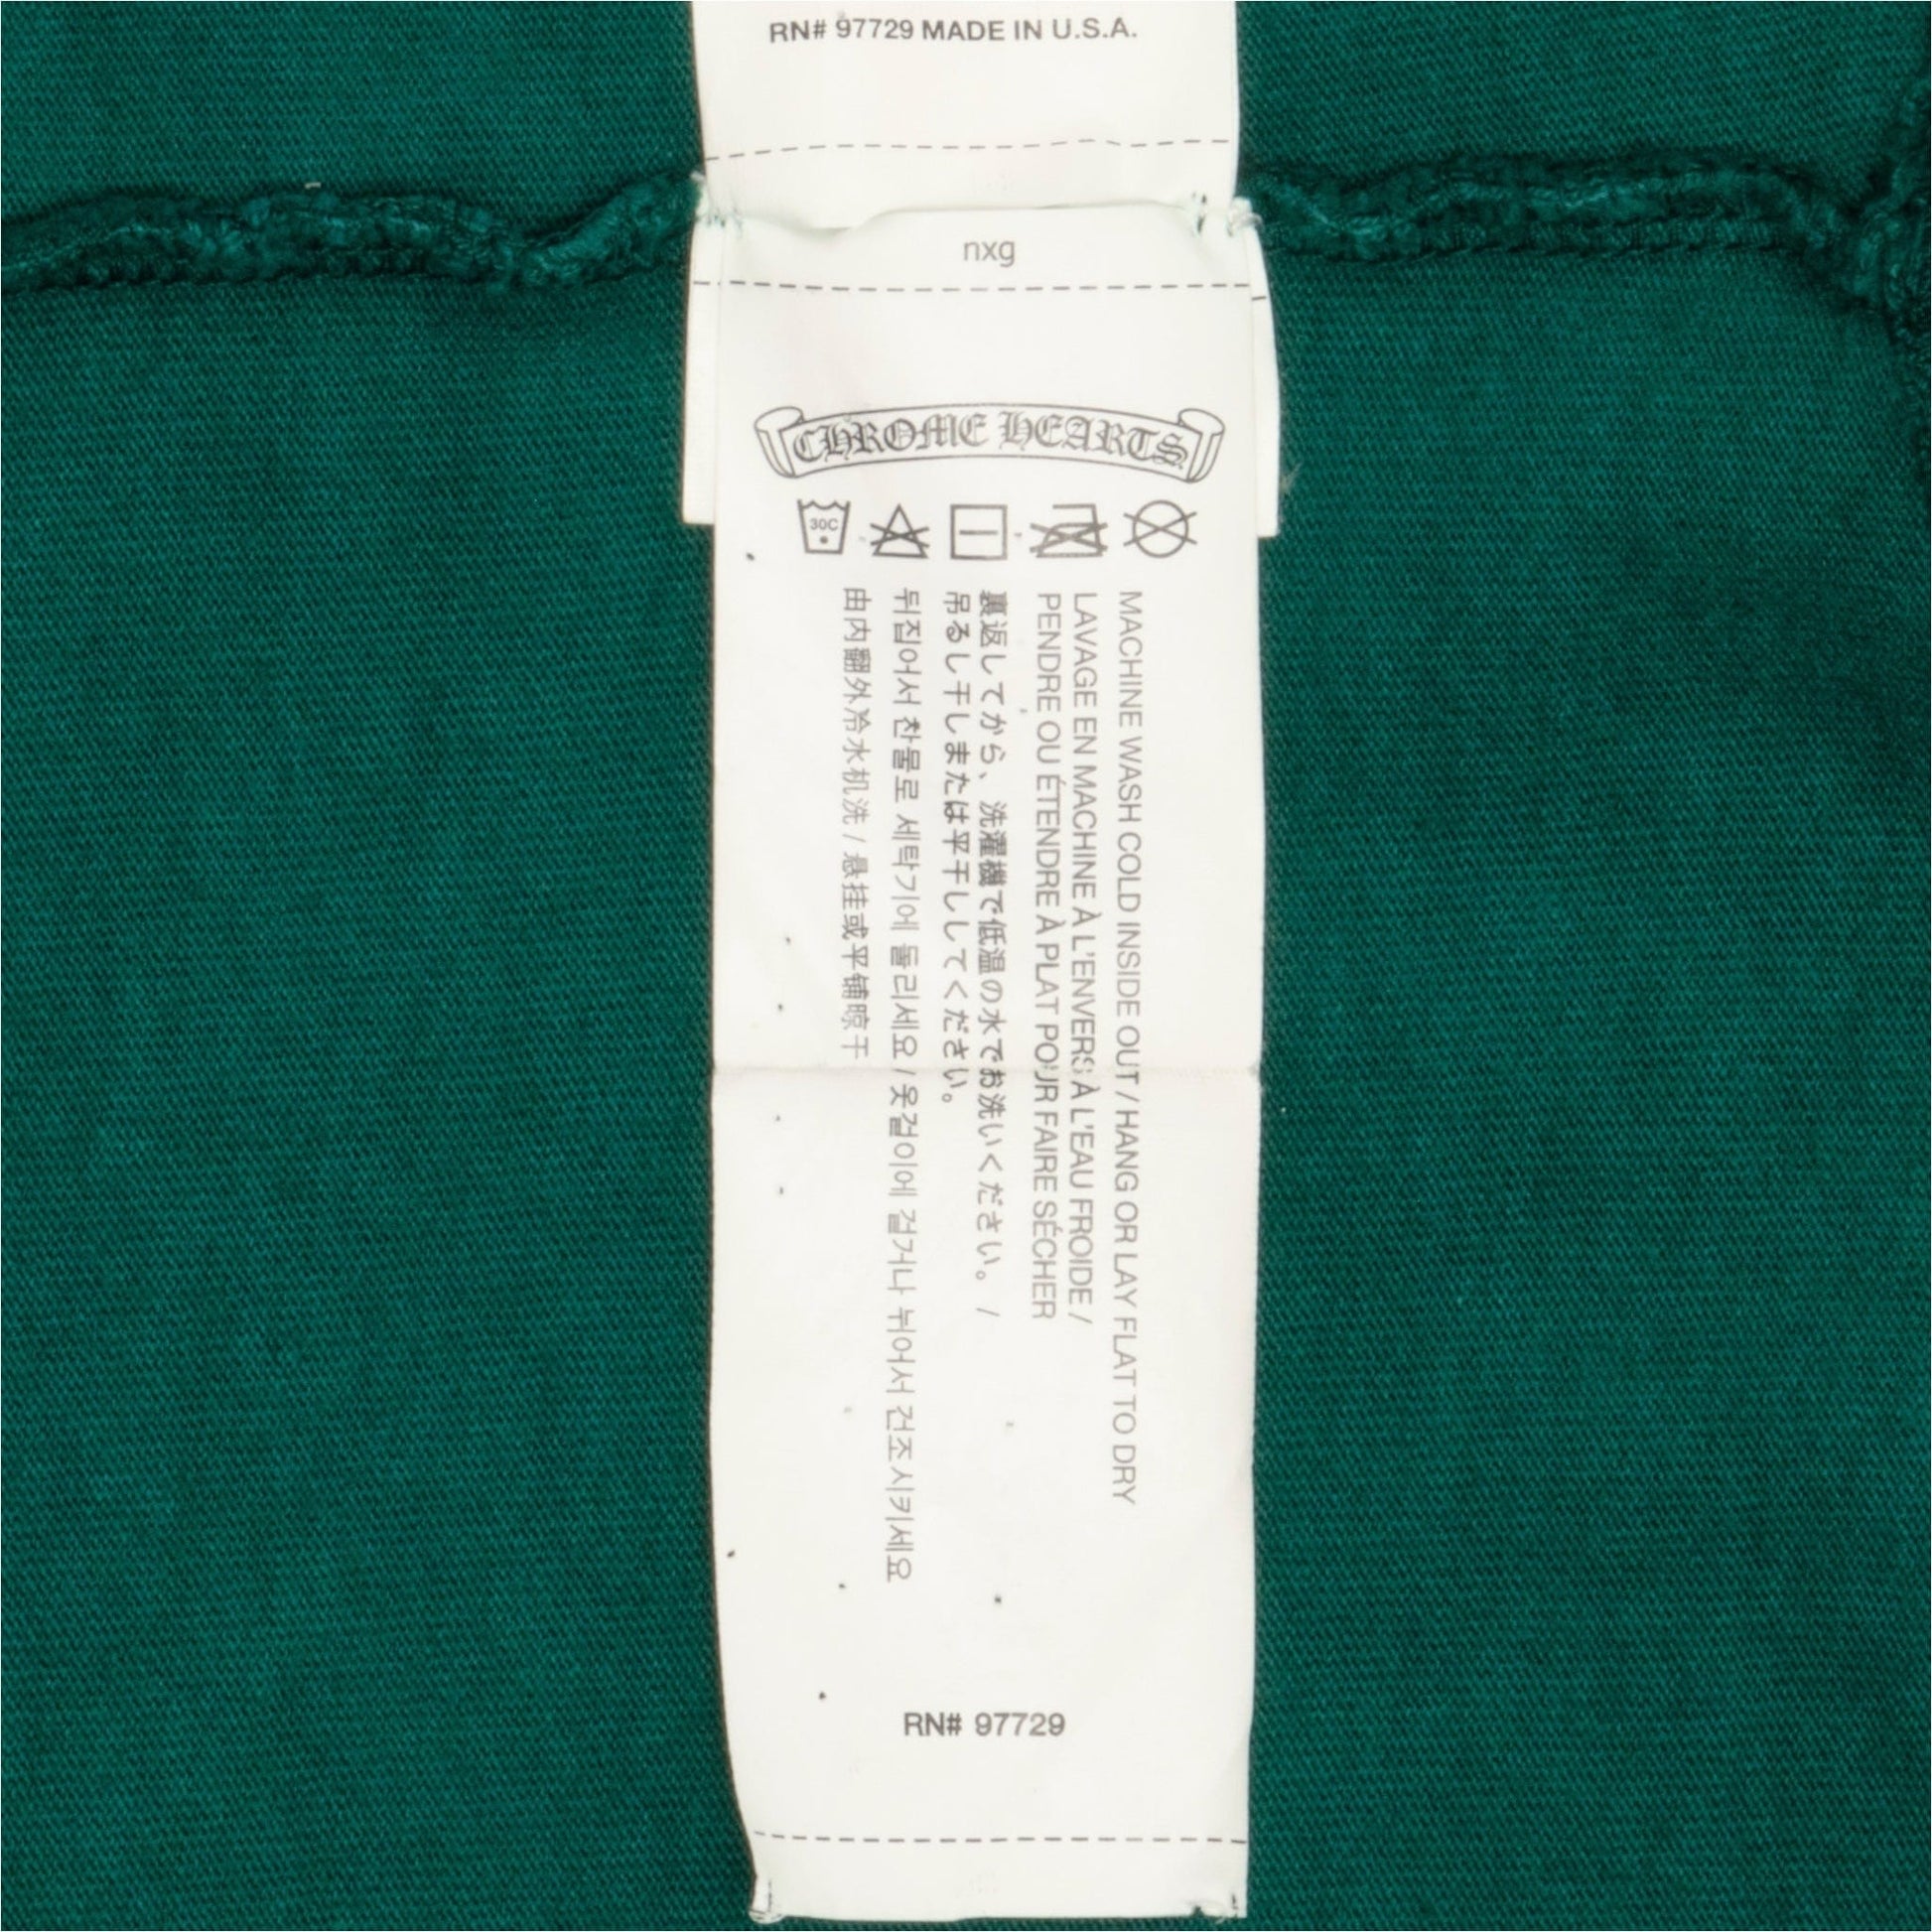 RN# 97729 MADE IN U.S.A.
nxg
CHROME HEARTS
30C
MACHINE WASH COLD INSIDE OUT / HANG OR LAY FLAT TO DRY
LAVAGE EN MACHINE À L'ENVERS À L'EAU FROIDE /
PENDRE OU ÉTENDRE À PLAT POUR FAIRE SÉCHER
裏返してから、洗濯機で低温の水でお洗いください。 /
吊るし干しまたは平干ししてください。
뒤집어서 찬물로 세탁기에 돌리세요 / 옷걸이에 걸거나 뉘어서 건조시키세요
由内翻外冷水机洗 / 悬挂或平铺晾干
RN# 97729